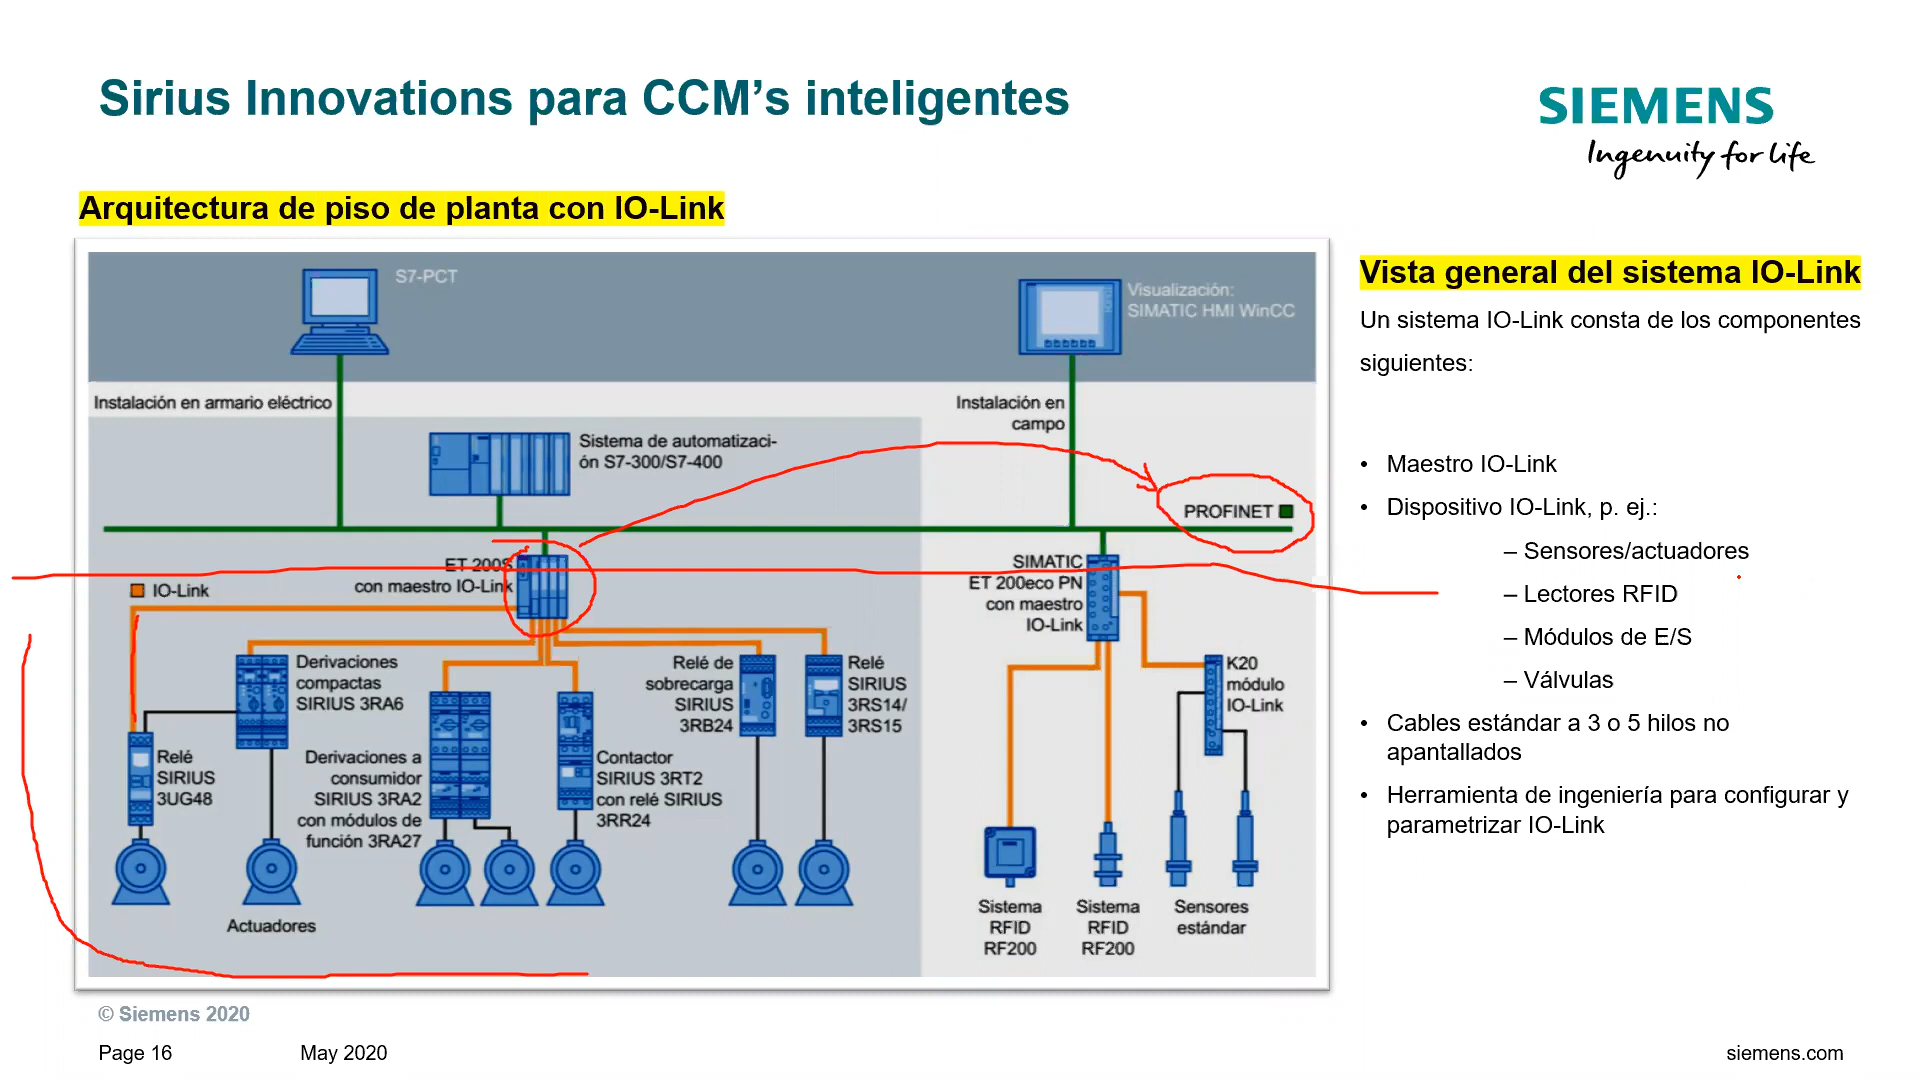 Sirius Innovations para CCM’s inteligentes
SIEMENS
Ingenuity for life
Arquitectura de piso de planta con IO-Link
S7-PCT
Visualización:
SIMATIC HMI WinCC
Instalación en armario eléctrico
Instalación en
campo
Sistema de automatizaci-
ón S7-300/S7-400
PROFINET
ET 200S
con maestro IO-Link
IO-Link
SIMATIC
ET 200eco PN
con maestro
IO-Link
Derivaciones
compactas
SIRIUS 3RA6
Relé de
sobrecarga
SIRIUS
3RB24
Relé
SIRIUS
3RS14/
3RS15
K20
módulo
IO-Link
Relé
SIRIUS
3UG48
Derivaciones a
consumidor
SIRIUS 3RA2
con módulos de
función 3RA27
Contactor
SIRIUS 3RT2
con relé SIRIUS
3RR24
Actuadores
Sistema
RFID
RF200
Sistema
RFID
RF200
Sensores
estándar
Vista general del sistema IO-Link
Un sistema IO-Link consta de los componentes
siguientes:
• Maestro IO-Link
• Dispositivo IO-Link, p. ej.:
– Sensores/actuadores
– Lectores RFID
– Módulos de E/S
– Válvulas
• Cables estándar a 3 o 5 hilos no
apantallados
• Herramienta de ingeniería para configurar y
parametrizar IO-Link
© Siemens 2020
Page 16 May 2020
siemens.com